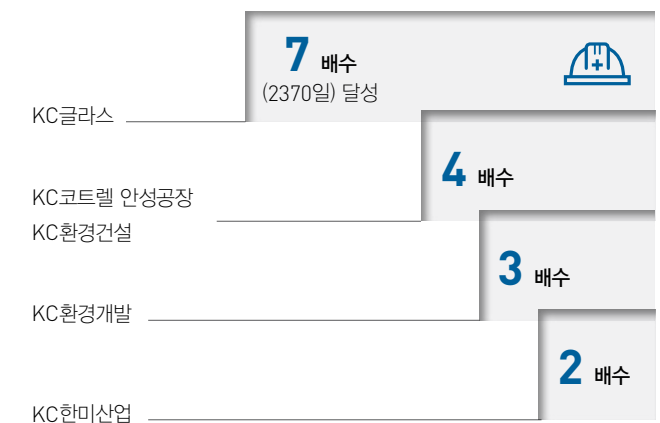 7 배수
(2370일) 달성
KC글라스
4 배수
KC코트렐 안성공장
KC환경건설
3 배수
KC환경개발
2 배수
KC한미산업